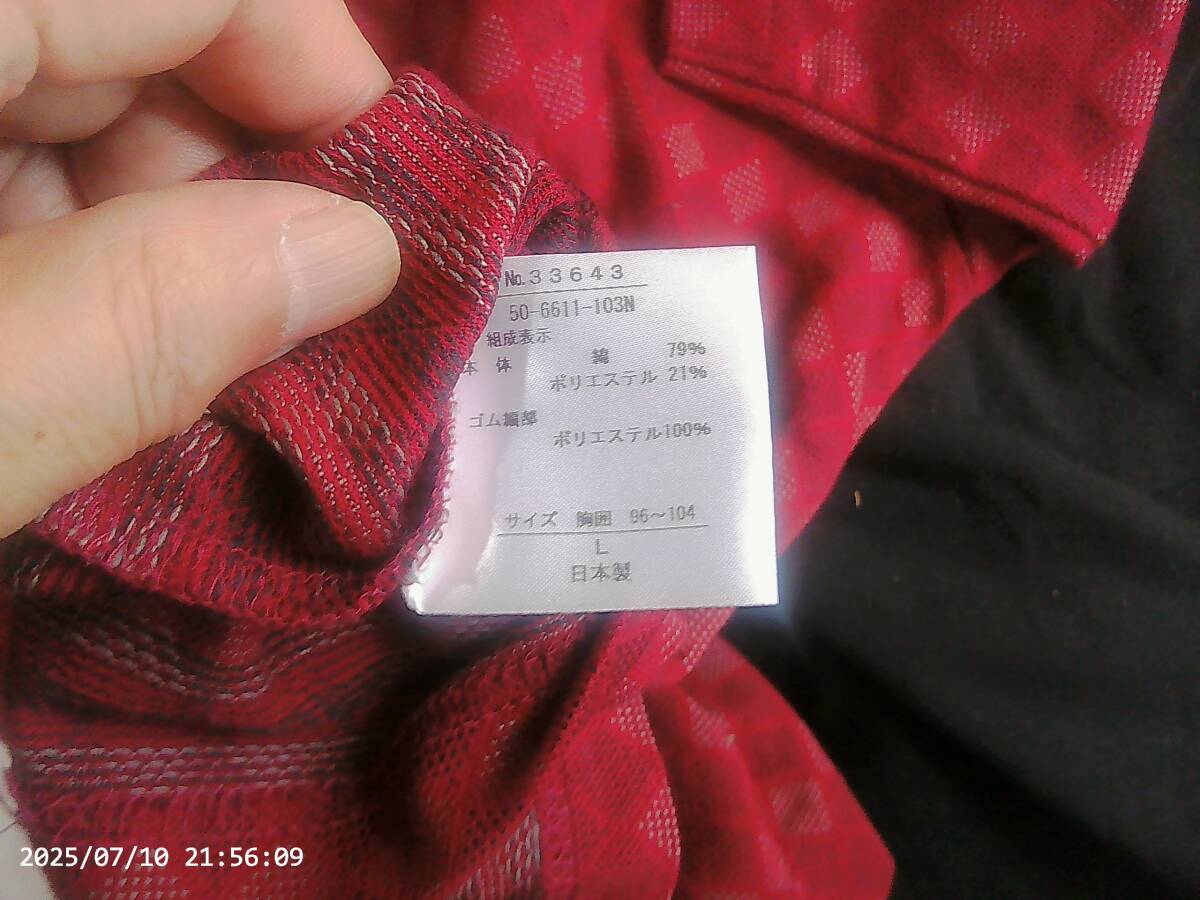 No.33643
50-6611-103N
組成表示
本体 綿 79%
ポリエステル 21%
ゴム編部
ポリエステル100%
サイズ 胸囲 96～104
L
日本製
2025/07/10 21:56:09